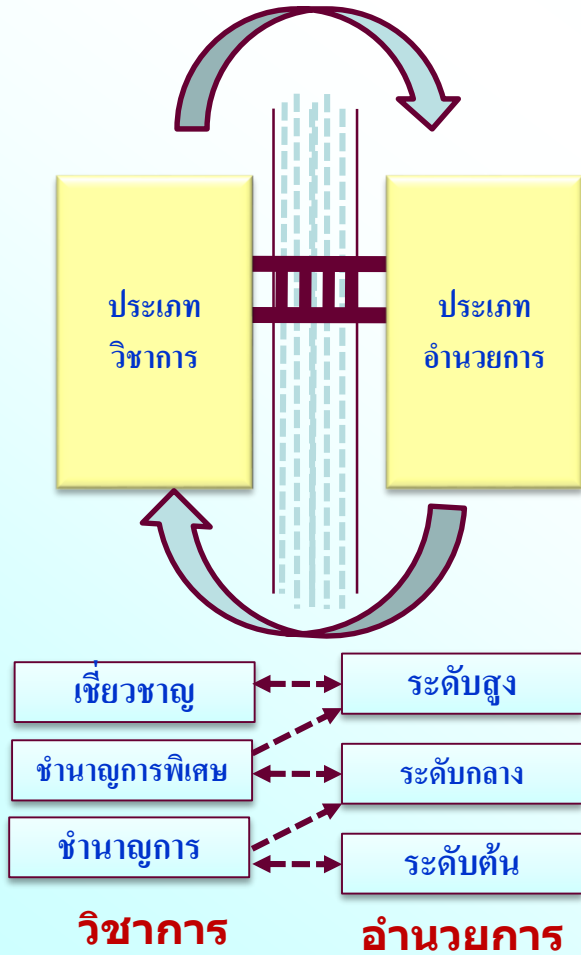 ประเภท
วิชาการ
ประเภท
อำนวยการ
เชี่ยวชาญ
ระดับสูง
ชำนาญการพิเศษ
ระดับกลาง
ชำนาญการ
ระดับต้น
วิชาการ
อำนวยการ